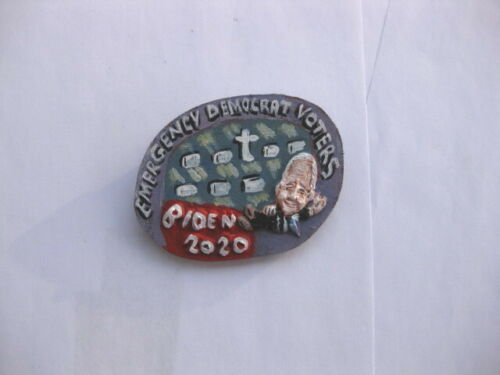 EMERGENCY DEMOCRAT VOTERS
BIDEN
2020